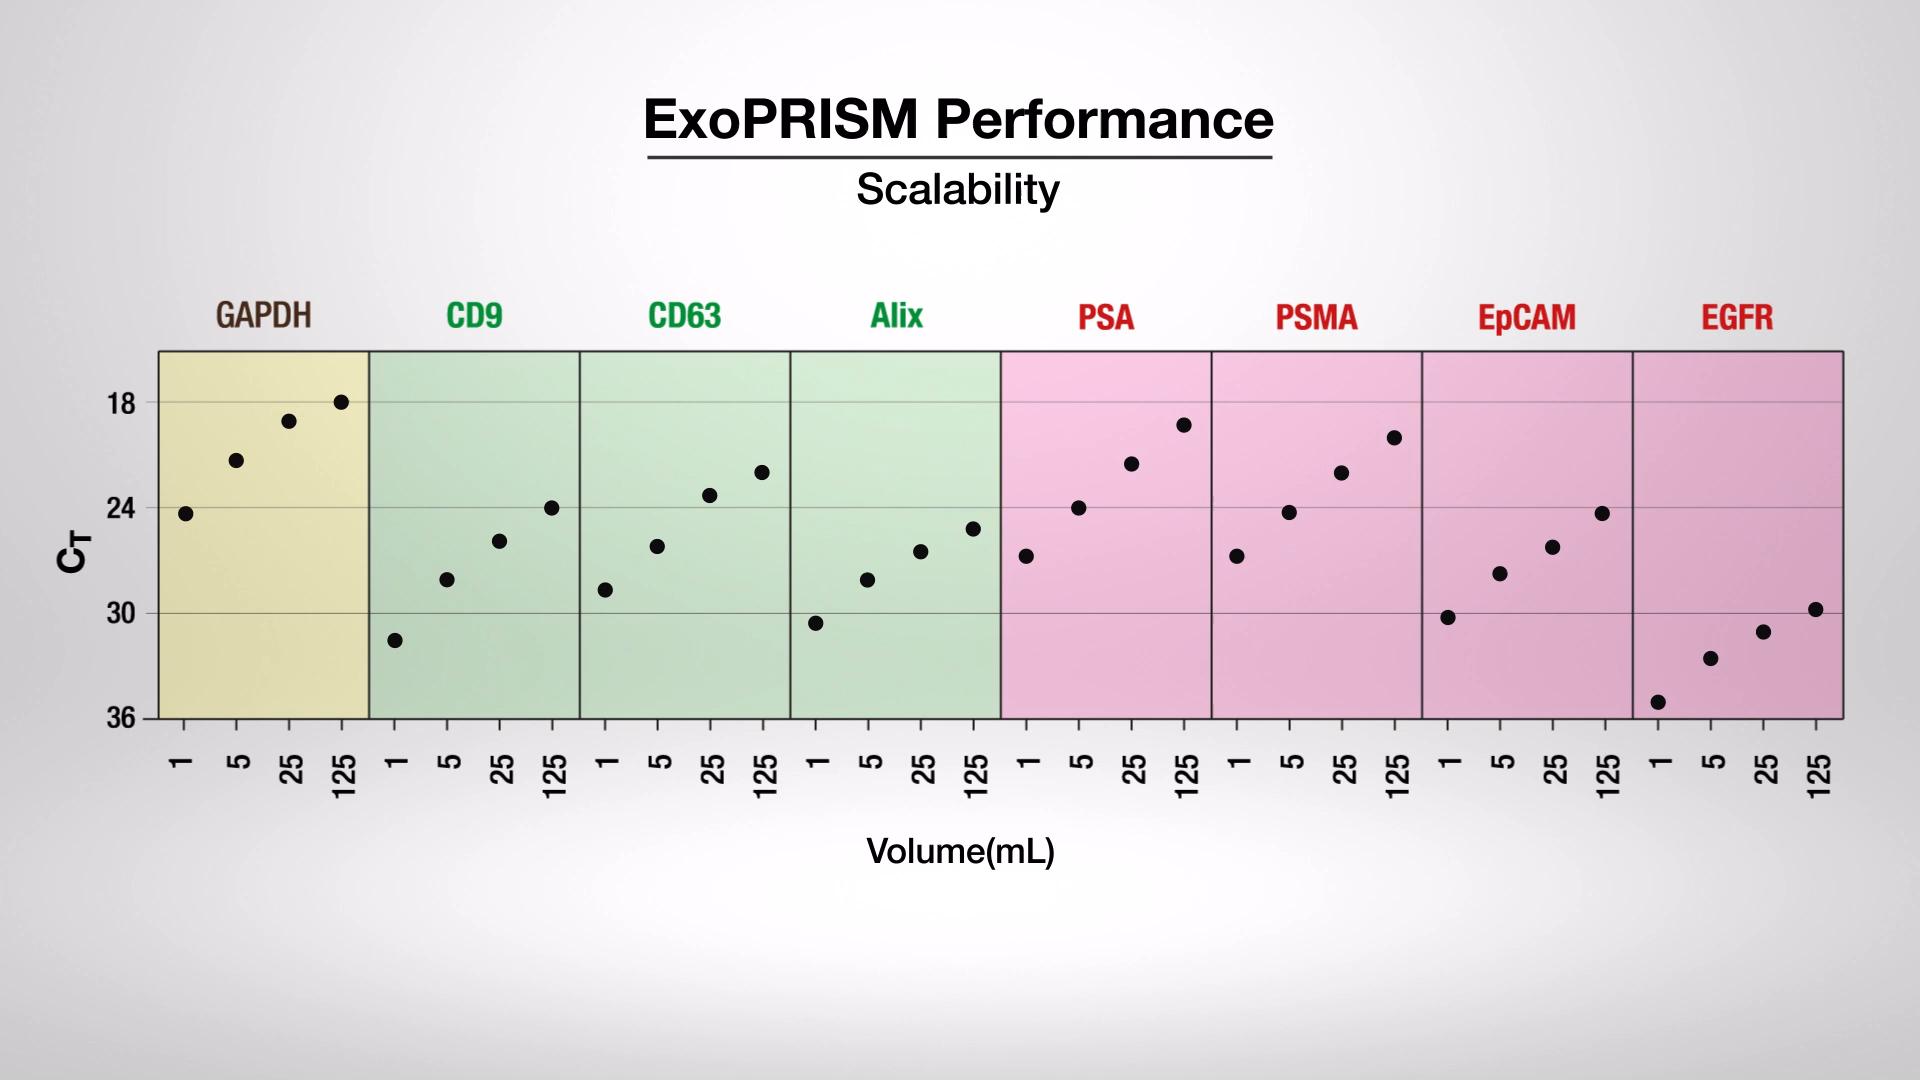 ExoPRISM Performance
Scalability
GAPDH CD9 CD63 Alix PSA PSMA EpCAM EGFR
18
24
30
36
CT
1 5 25 125 1 5 25 125 1 5 25 125 1 5 25 125 1 5 25 125 1 5 25 125 1 5 25 125 1 5 25 125
Volume(mL)